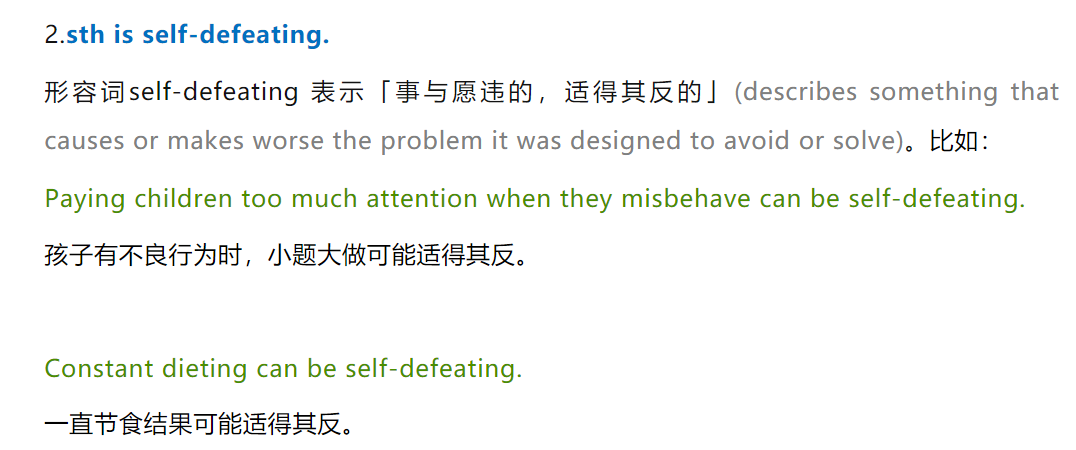 2.sth is self-defeating.
形容词self-defeating 表示「事与愿违的，适得其反的」(describes something that
causes or makes worse the problem it was designed to avoid or solve)。比如：
Paying children too much attention when they misbehave can be self-defeating.
孩子有不良行为时，小题大做可能适得其反。
Constant dieting can be self-defeating.
一直节食结果可能适得其反。